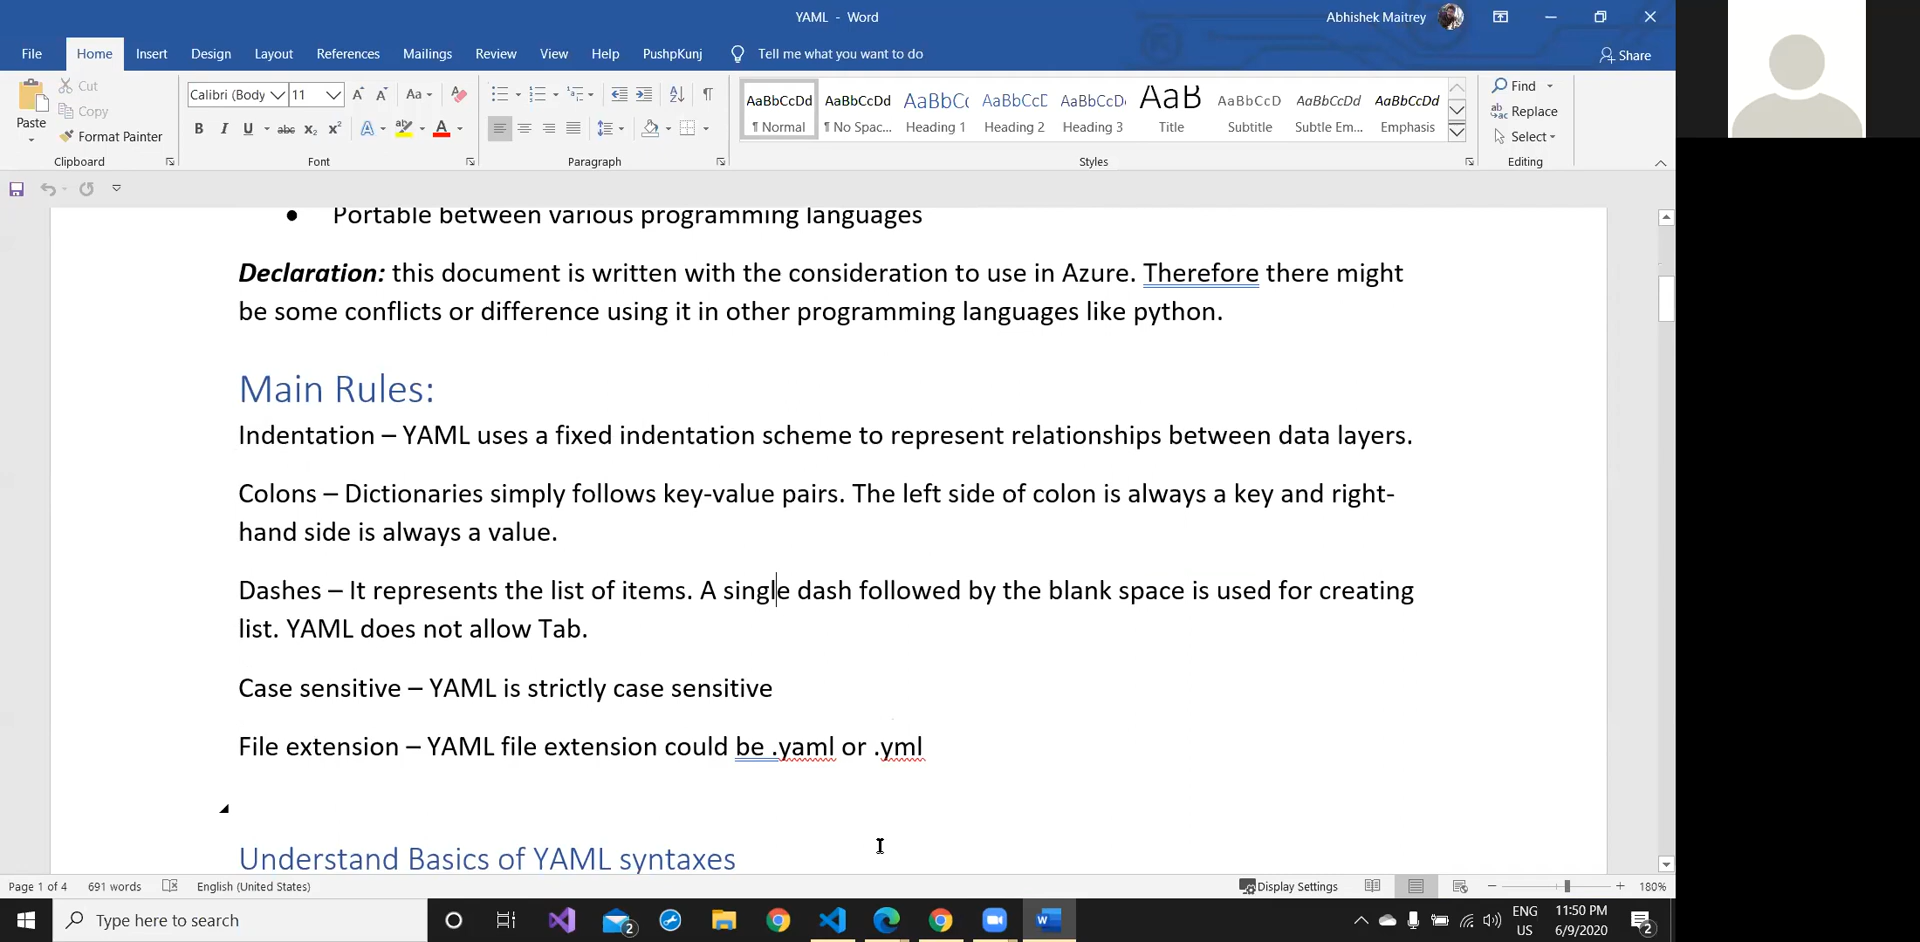 YAML - Word
Abhishek Maitrey
File Home Insert Design Layout References Mailings Review View Help PushpKunj Tell me what you want to do
Share
Paste
Cut
Copy
Format Painter
Clipboard
Calibri (Body 11
Font
Paragraph
AaBbCcDd AaBbCcDd AaBbC AaBbCcD AaBbCcD AaB AaBbCcD AaBbCcDd AaBbCcDd
¶ Normal ¶ No Spac... Heading 1 Heading 2 Heading 3 Title Subtitle Subtle Em... Emphasis
Styles
Find
Replace
Select
Editing
• Portable between various programming languages
Declaration: this document is written with the consideration to use in Azure. Therefore there might
be some conflicts or difference using it in other programming languages like python.
Main Rules:
Indentation – YAML uses a fixed indentation scheme to represent relationships between data layers.
Colons – Dictionaries simply follows key-value pairs. The left side of colon is always a key and right-
hand side is always a value.
Dashes – It represents the list of items. A single dash followed by the blank space is used for creating
list. YAML does not allow Tab.
Case sensitive – YAML is strictly case sensitive
File extension – YAML file extension could be .yaml or .yml
Understand Basics of YAML syntaxes
Page 1 of 4 691 words English (United States)
Display Settings
180%
Type here to search
2
ENG
US
11:50 PM
6/9/2020
2